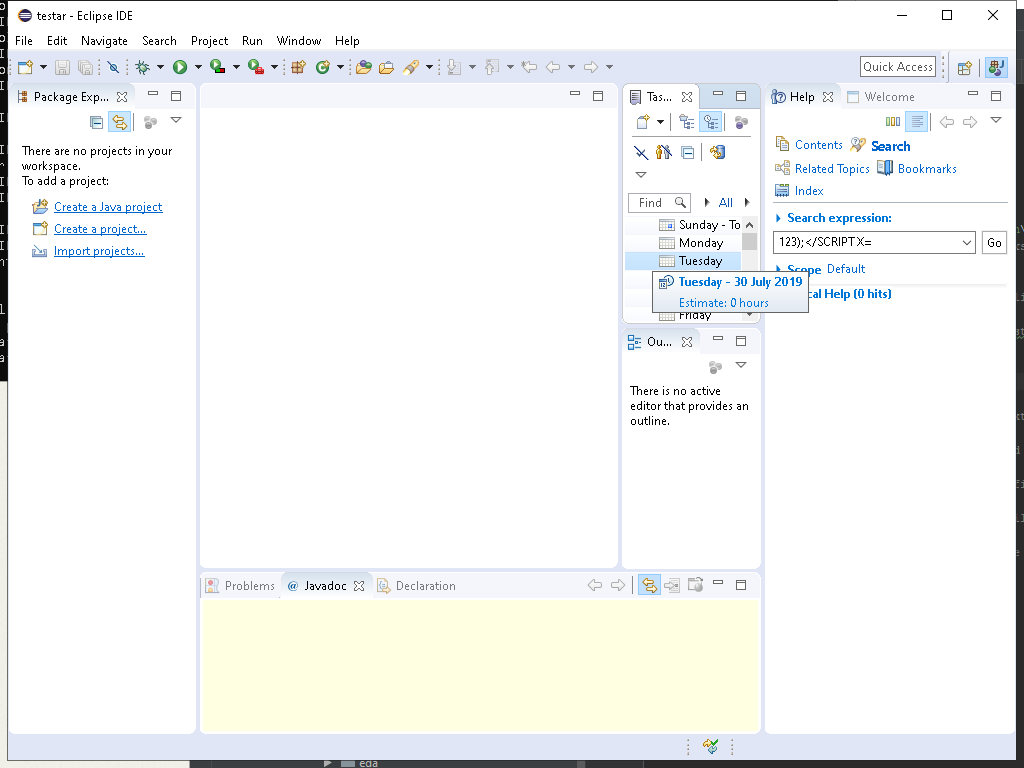 testar - Eclipse IDE
File Edit Navigate Search Project Run Window Help
Quick Access
Package Exp...
There are no projects in your
workspace.
To add a project:
Create a Java project
Create a project...
Import projects...
Tas...
Find
All
Sunday - To
Monday
Tuesday
Tuesday - 30 July 2019
Estimate: 0 hours
Friday
Ou...
There is no active
editor that provides an
outline.
Help Welcome
Contents Search
Related Topics Bookmarks
Index
Search expression:
123);</SCRIPTX=
Go
Scope Default
cal Help (0 hits)
Problems @ Javadoc Declaration
eda